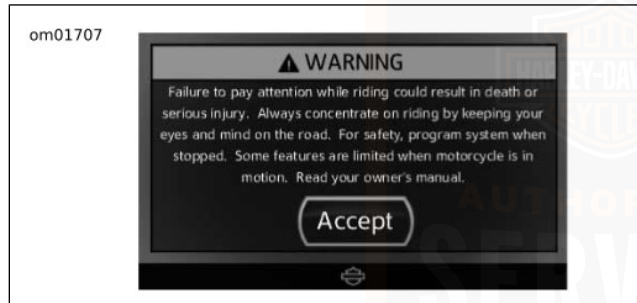 om01707
WARNING
Failure to pay attention while riding could result in death or
serious injury. Always concentrate on riding by keeping your
eyes and mind on the road. For safety, program system when
stopped. Some features are limited when motorcycle is in
motion. Read your owner's manual.
Accept